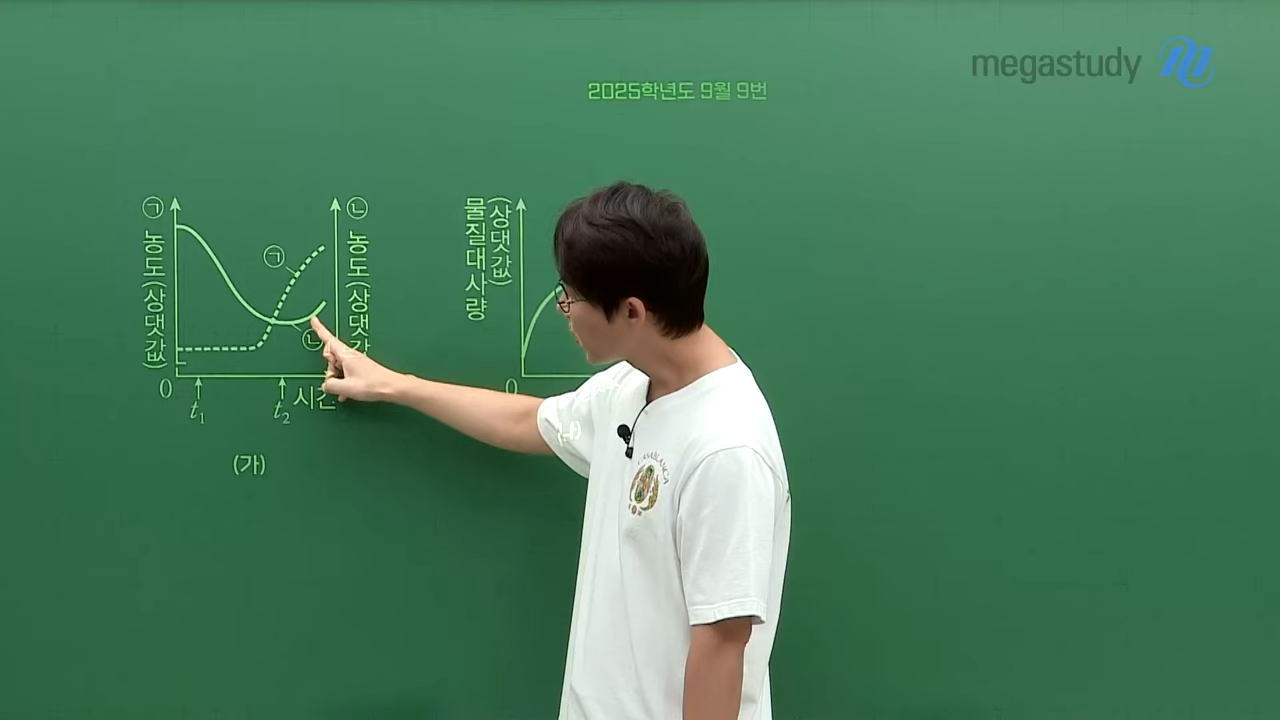 megastudy
2025학년도 9월 9번
㉠ 농도(상댓값)
㉠
㉡
㉡ 농도(상댓값
0
t1
t2
시간
(가)
물질대사량
(상댓값)
0
CASABLANCA